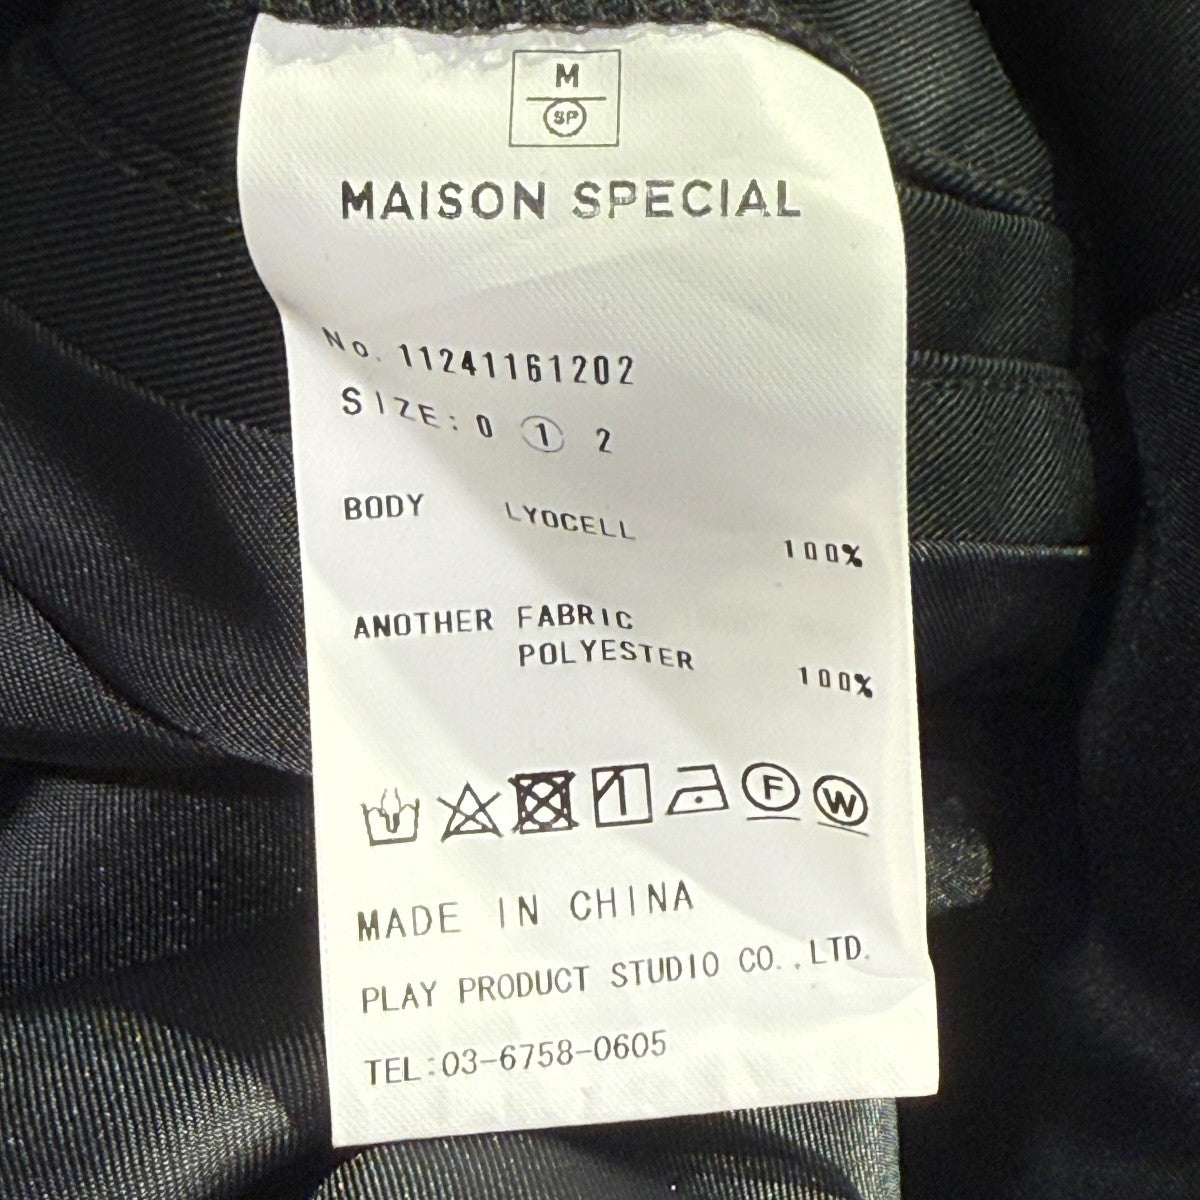 M
SP
MAISON SPECIAL
No. 11241161202
SIZE: 0 ① 2
BODY LYOCELL 100%
ANOTHER FABRIC
POLYESTER 100%
F W
MADE IN CHINA
PLAY PRODUCT STUDIO CO.,LTD.
TEL:03-6758-0605